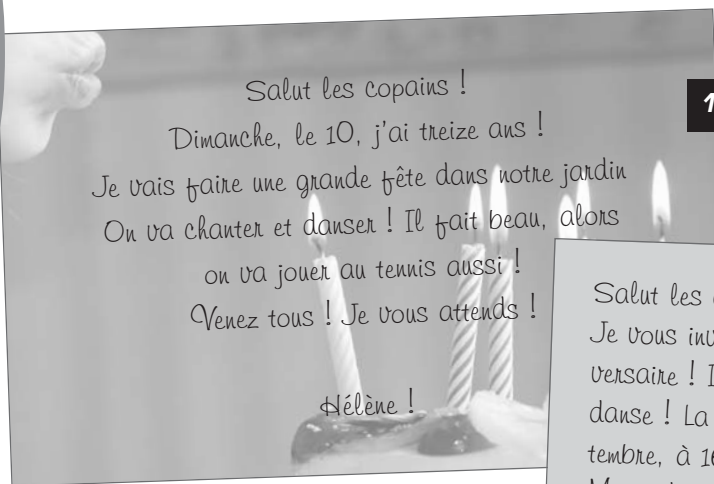 Salut les copains !
Dimanche, le 10, j'ai treize ans !
Je vais faire une grande fête dans notre jardin
On va chanter et danser ! Il fait beau, alors
on va jouer au tennis aussi !
Venez tous ! Je vous attends !
Hélène !
1
Salut les
Je vous
versaire !
danse ! La
tembre, à